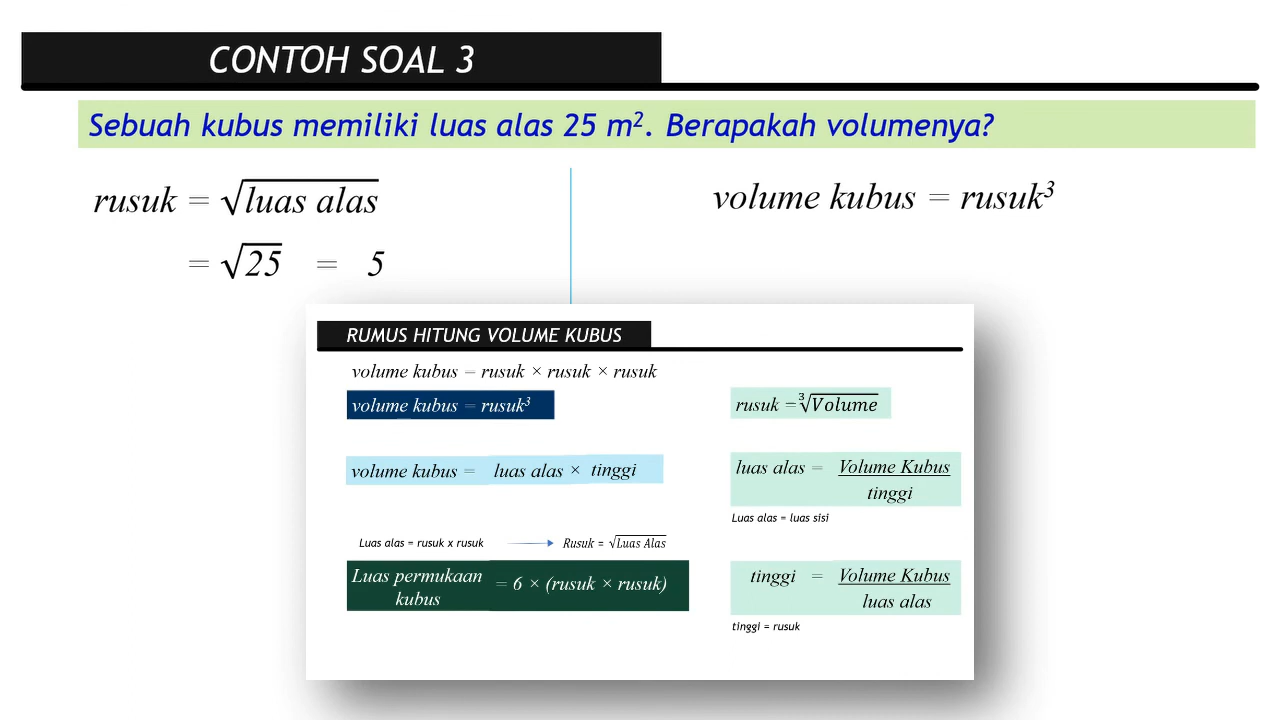 CONTOH SOAL 3
Sebuah kubus memiliki luas alas 25 m². Berapakah volumenya?
rusuk = √luas alas
= √25 = 5
volume kubus = rusuk³
RUMUS HITUNG VOLUME KUBUS
volume kubus = rusuk × rusuk × rusuk
volume kubus = rusuk³
volume kubus = luas alas × tinggi
Luas alas = rusuk x rusuk
Rusuk = √Luas Alas
Luas permukaan
kubus
= 6 × (rusuk × rusuk)
rusuk = ∛Volume
luas alas = Volume Kubus
tinggi
Luas alas = luas sisi
tinggi = Volume Kubus
luas alas
tinggi = rusuk